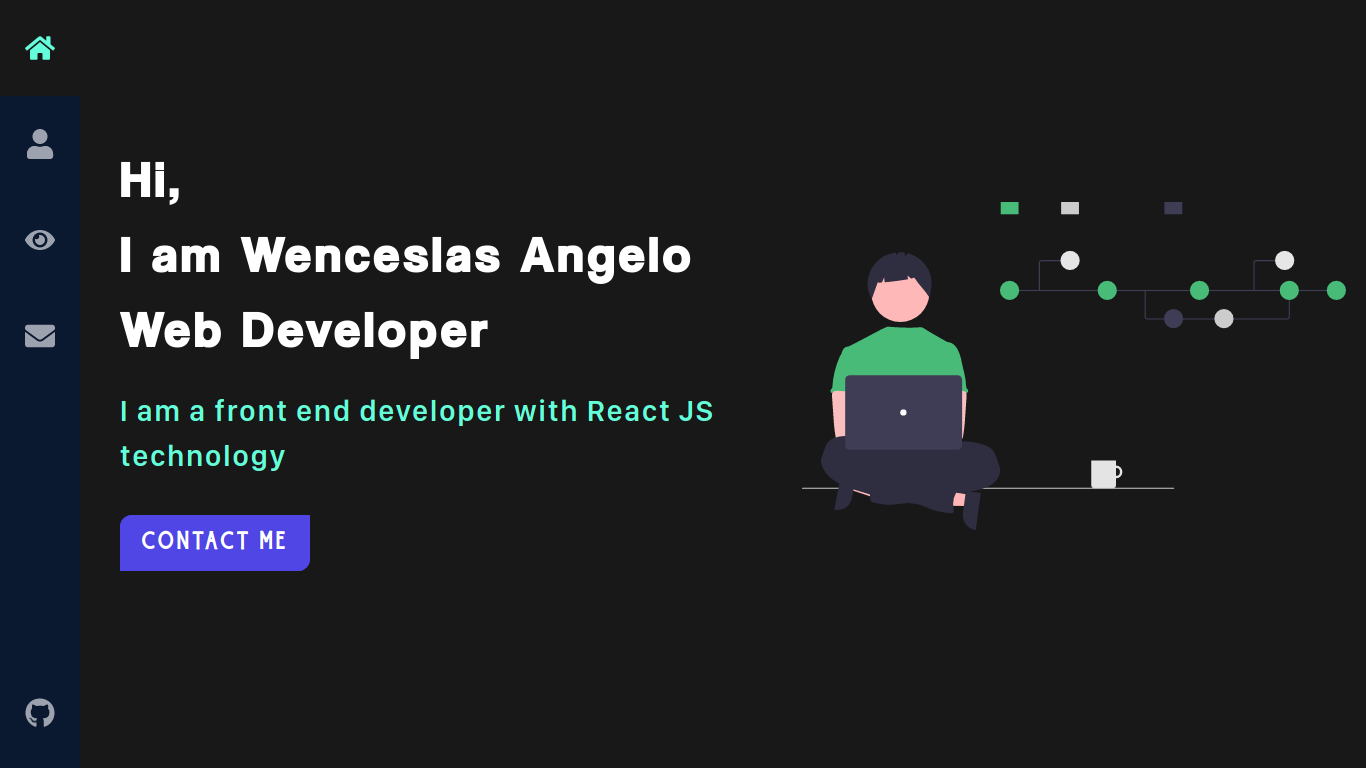 Hi,
I am Wenceslas Angelo
Web Developer
I am a front end developer with React JS
technology
CONTACT ME